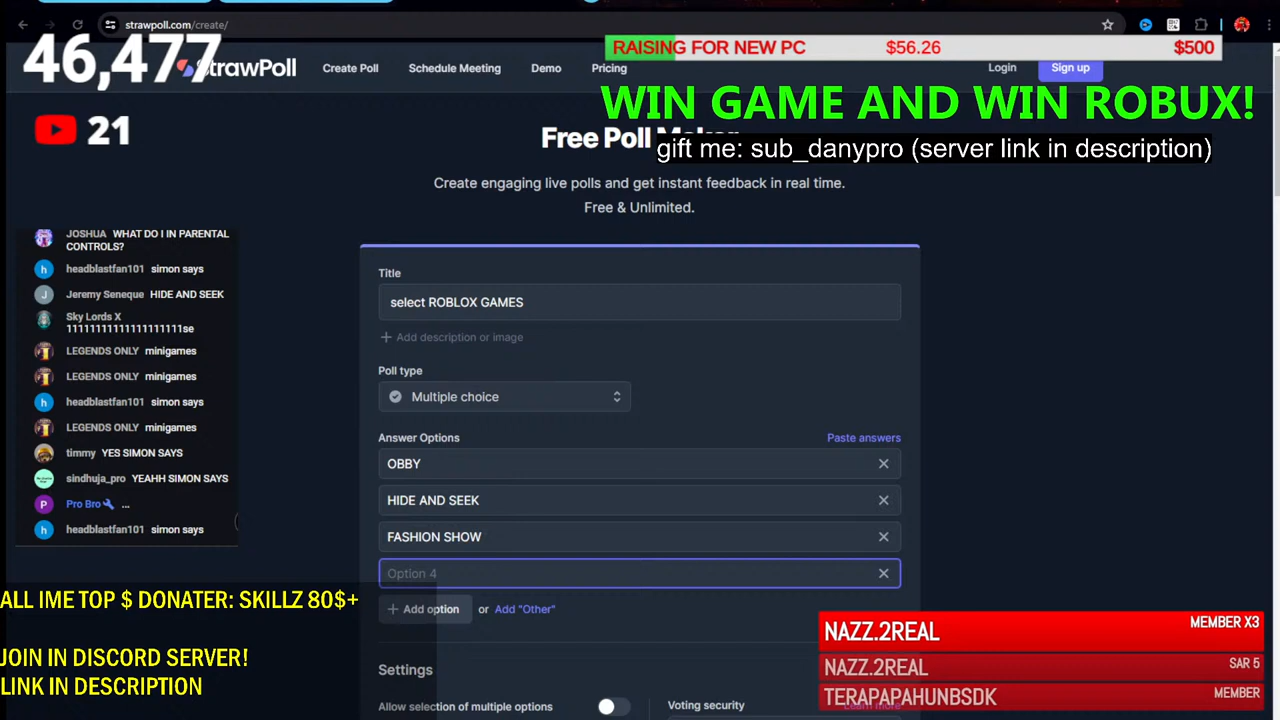 strawpoll.com/create/
46,477
StrawPoll
Create Poll
Schedule Meeting
Demo
Pricing
Login
Sign up
RAISING FOR NEW PC $56.26 $500
WIN GAME AND WIN ROBUX!
21
Free Poll
gift me: sub_danypro (server link in description)
Create engaging live polls and get instant feedback in real time.
Free & Unlimited.
JOSHUA WHAT DO I IN PARENTAL
CONTROLS?
headblastfan101 simon says
Jeremy Seneque HIDE AND SEEK
Sky Lords X
11111111111111111111se
LEGENDS ONLY minigames
LEGENDS ONLY minigames
headblastfan101 simon says
LEGENDS ONLY minigames
timmy YES SIMON SAYS
sindhuja_pro YEAHH SIMON SAYS
Pro Bro ...
headblastfan101 simon says
Title
select ROBLOX GAMES
Add description or image
Poll type
Multiple choice
Answer Options
Paste answers
OBBY
HIDE AND SEEK
FASHION SHOW
Option 4
Add option or Add "Other"
Settings
Allow selection of multiple options
Voting security
Learn more
ALL IME TOP $ DONATER: SKILLZ 80$+
JOIN IN DISCORD SERVER!
LINK IN DESCRIPTION
NAZZ.2REAL MEMBER X3
NAZZ.2REAL SAR 5
TERAPAPAHUNBSDK MEMBER